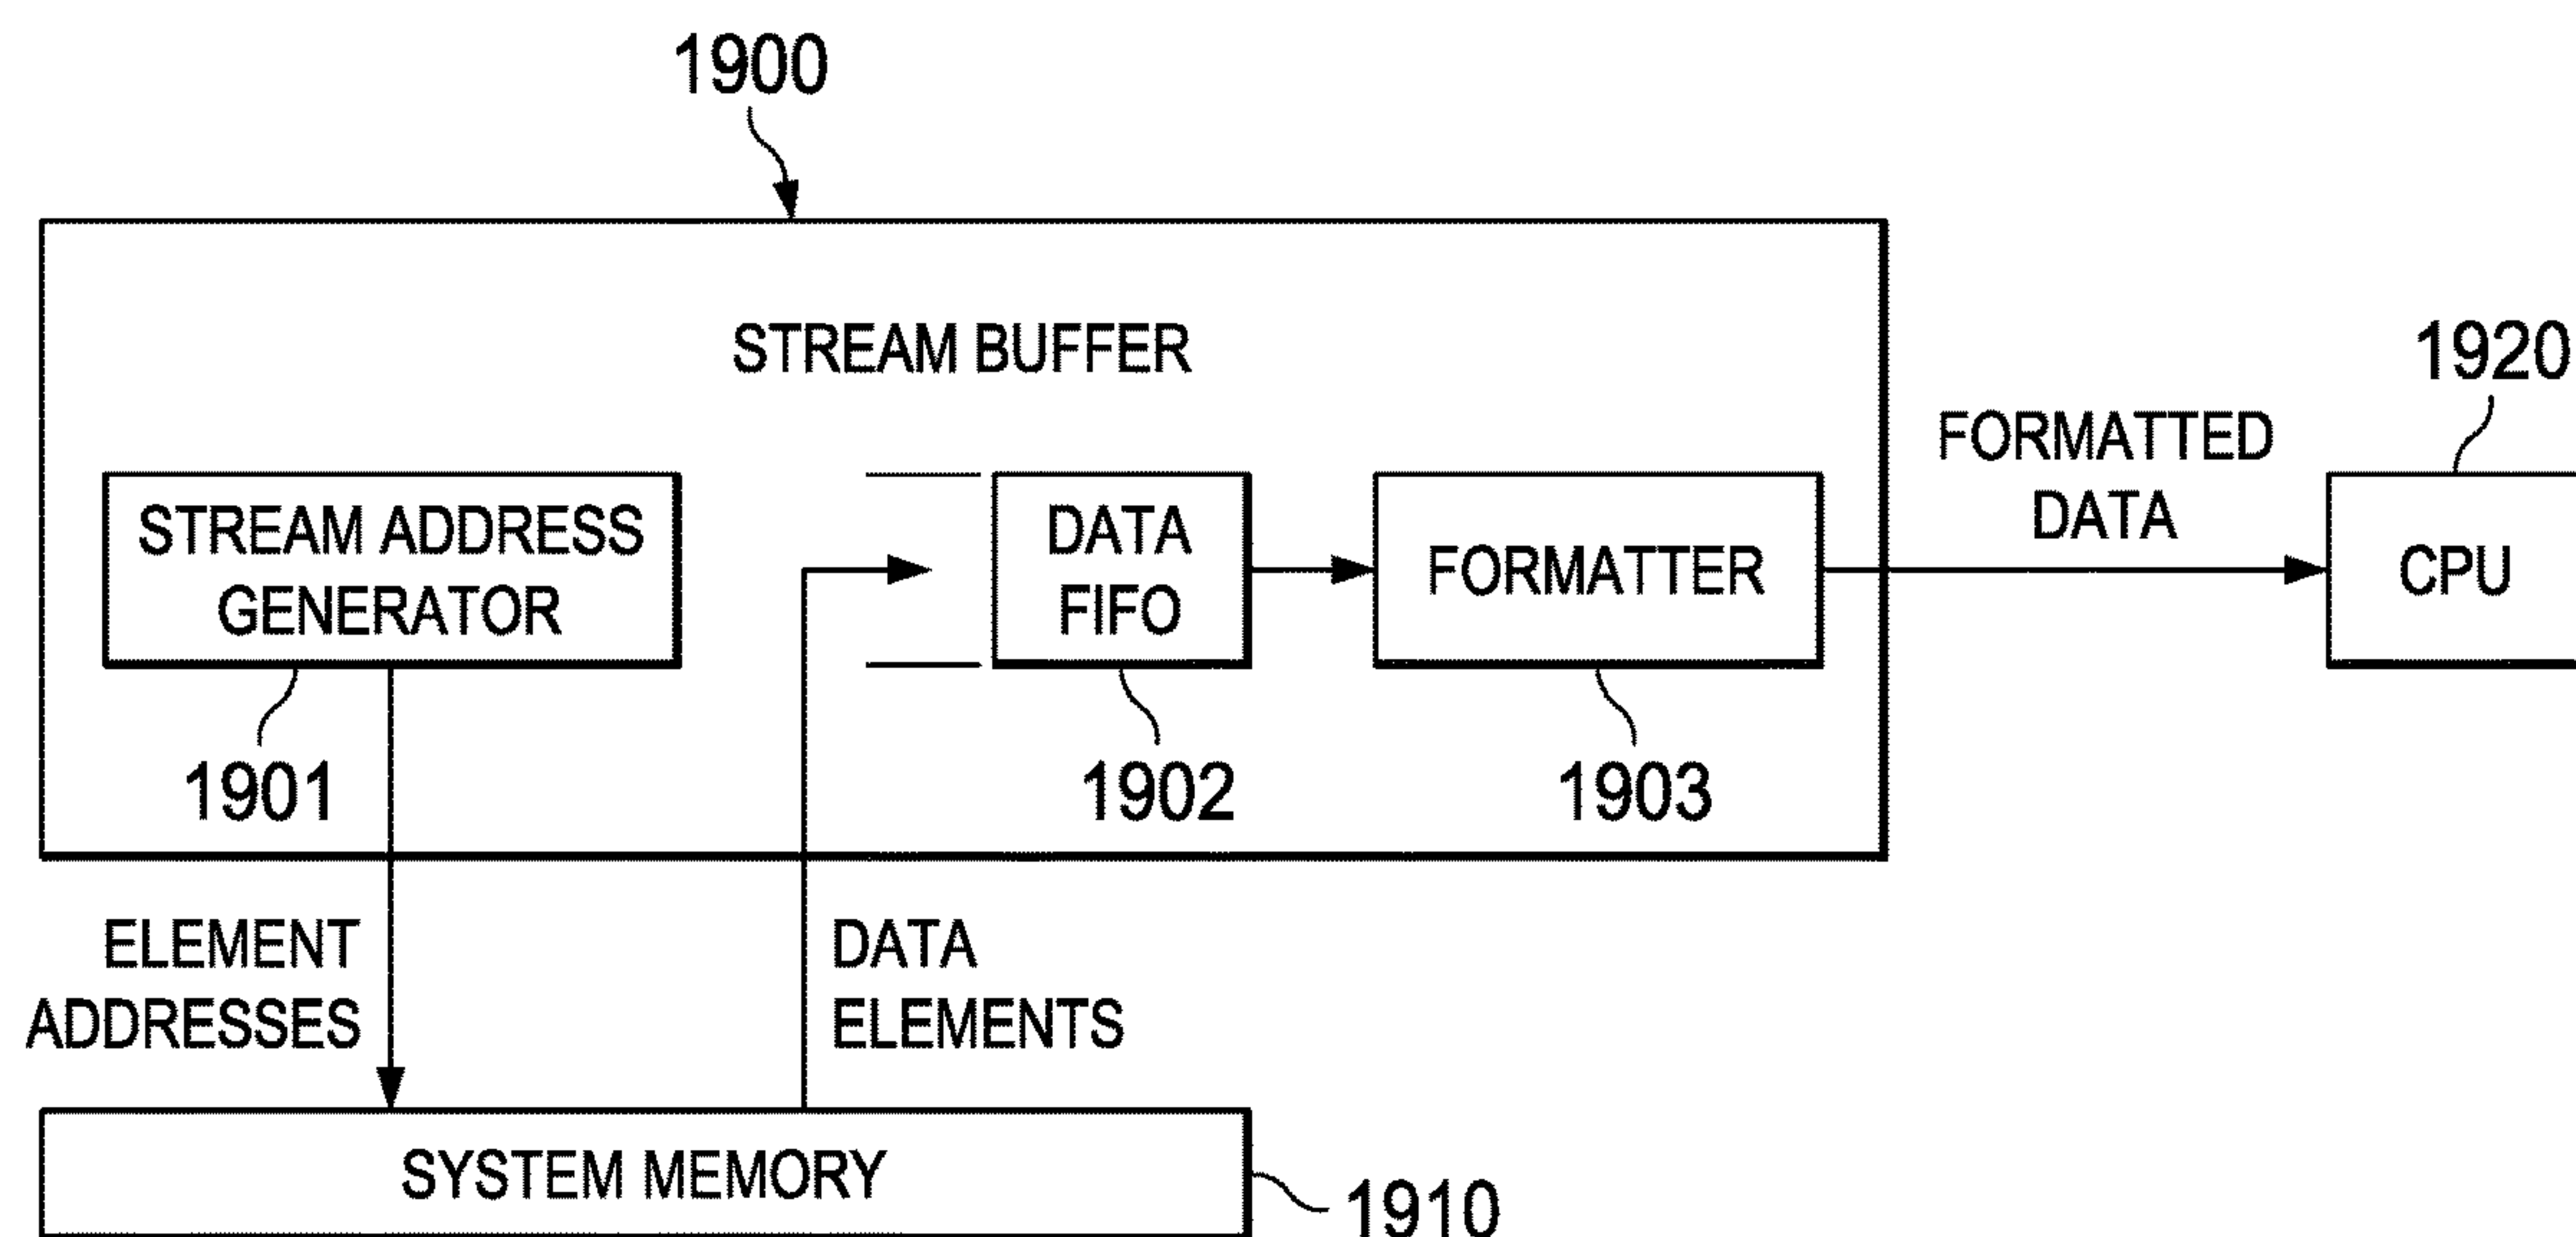 1900
STREAM BUFFER
1920
FORMATTED
DATA
STREAM ADDRESS
GENERATOR
DATA
FIFO
FORMATTER
CPU
1901
1902
1903
ELEMENT
ADDRESSES
DATA
ELEMENTS
SYSTEM MEMORY
1910